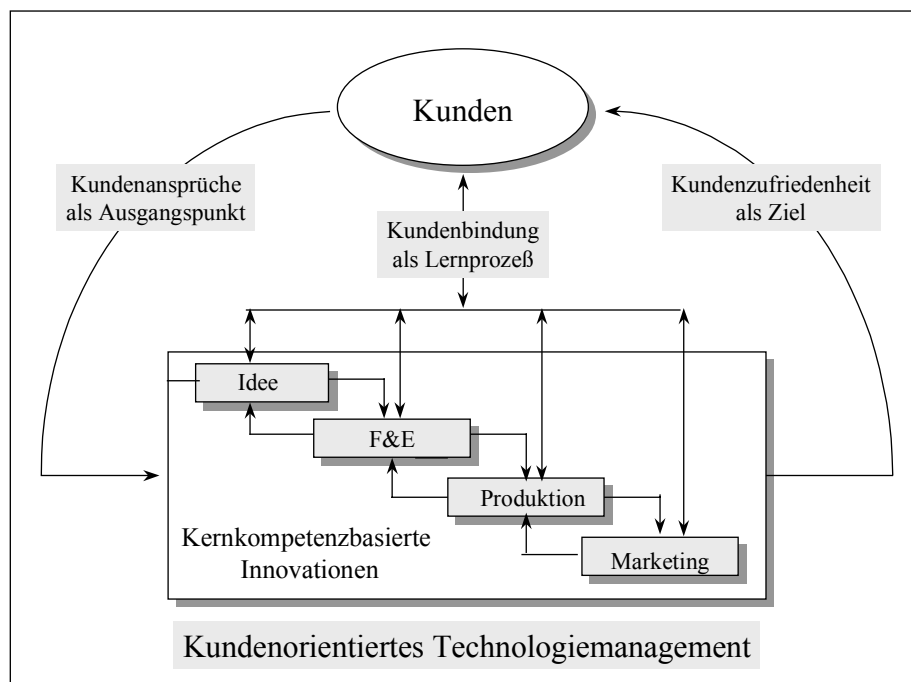 Kunden
Kundenansprüche
als Ausgangspunkt
Kundenzufriedenheit
als Ziel
Kundenbindung
als Lernprozeß
Idee
F&E
Produktion
Marketing
Kernkompetenzbasierte
Innovationen
Kundenorientiertes Technologiemanagement